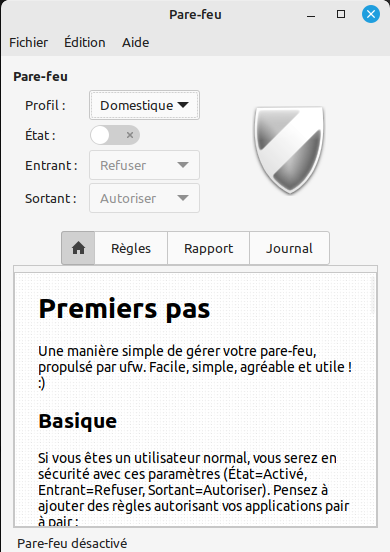 Pare-feu
Fichier Édition Aide
Pare-feu
Profil : Domestique
État :
Entrant : Refuser
Sortant : Autoriser
Règles Rapport Journal
Premiers pas
Une manière simple de gérer votre pare-feu,
propulsé par ufw. Facile, simple, agréable et utile !
:)
Basique
Si vous êtes un utilisateur normal, vous serez en
sécurité avec ces paramètres (État=Activé,
Entrant=Refuser, Sortant=Autoriser). Pensez à
ajouter des règles autorisant vos applications pair
à pair :
Pare-feu désactivé